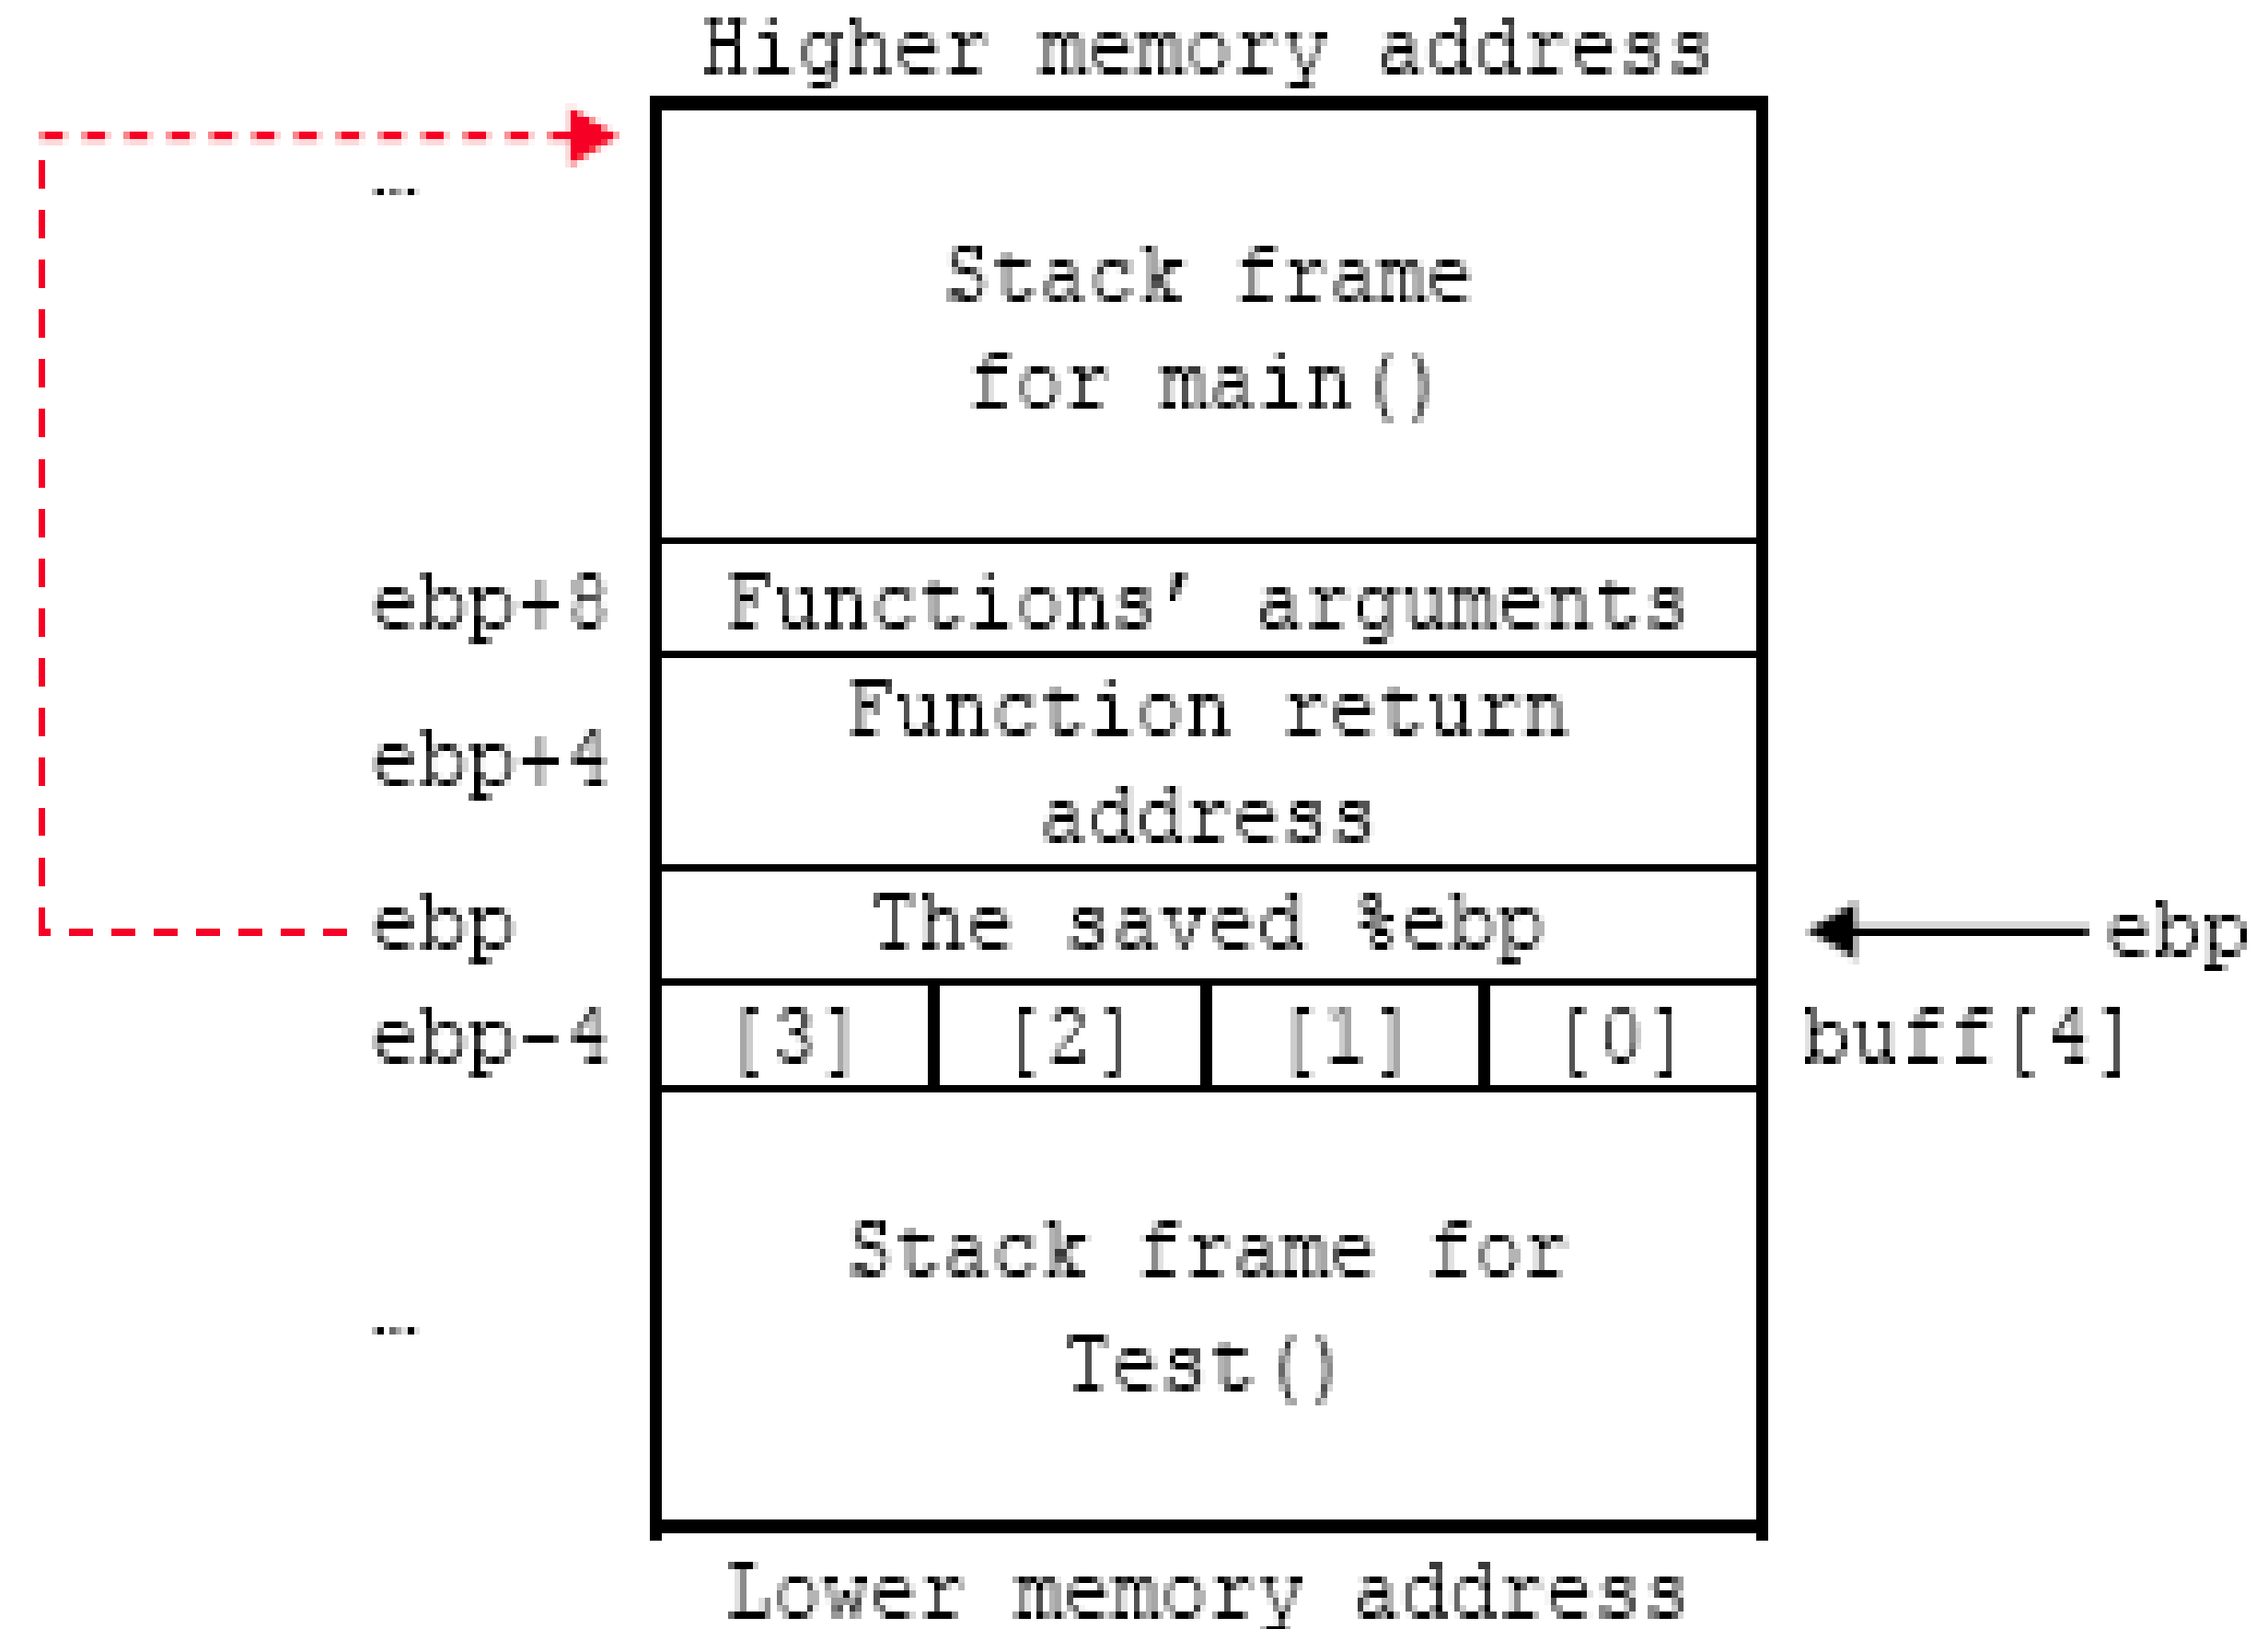 Higher memory address
…
Stack frame
for main()
ebp+8 Functions' arguments
Function return
ebp+4
address
ebp The saved %ebp ebp
ebp-4 [3] [2] [1] [0] buff[4]
Stack frame for
…
Test()
Lower memory address